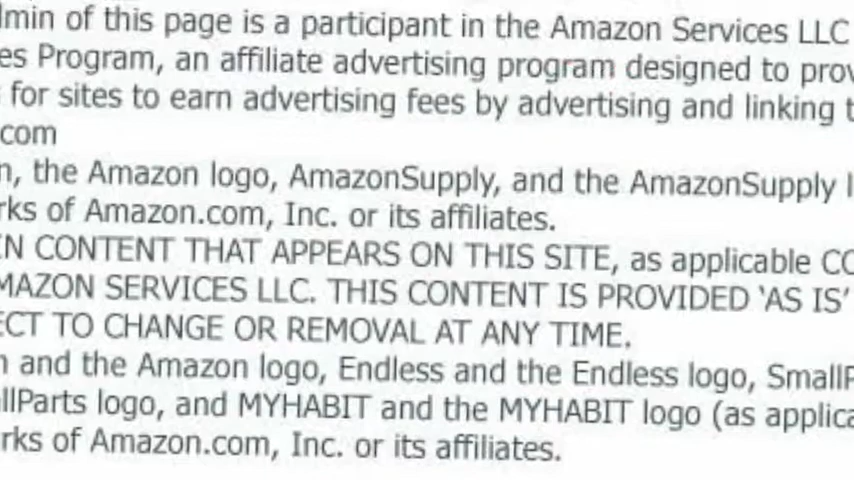 dmin of this page is a participant in the Amazon Services LLC
es Program, an affiliate advertising program designed to prov
for sites to earn advertising fees by advertising and linking t
.com
n, the Amazon logo, AmazonSupply, and the AmazonSupply l
rks of Amazon.com, Inc. or its affiliates.
EN CONTENT THAT APPEARS ON THIS SITE, as applicable CO
MAZON SERVICES LLC. THIS CONTENT IS PROVIDED ‘AS IS’
ECT TO CHANGE OR REMOVAL AT ANY TIME.
n and the Amazon logo, Endless and the Endless logo, SmallP
llParts logo, and MYHABIT and the MYHABIT logo (as applica
rks of Amazon.com, Inc. or its affiliates.